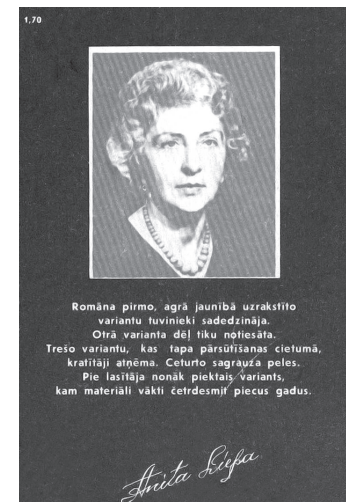 1,70
Romāna pirmo, agrā jaunībā uzrakstīto
variantu tuvinieki sadedzināja.
Otrā varianta dēļ tiku notiesāta.
Trešo variantu, kas tapa pārsūtīšanas cietumā,
kratītāji atņēma. Ceturto sagrauza peles.
Pie lasītāja nonāk piektais variants,
kam materiāli vākti četrdesmit piecus gadus.
Anita Liepa